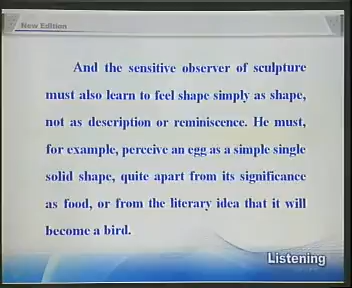 New Edition
And the sensitive observer of sculpture
must also learn to feel shape simply as shape,
not as description or reminiscence. He must,
for example, perceive an egg as a simple single
solid shape, quite apart from its significance
as food, or from the literary idea that it will
become a bird.
Listening